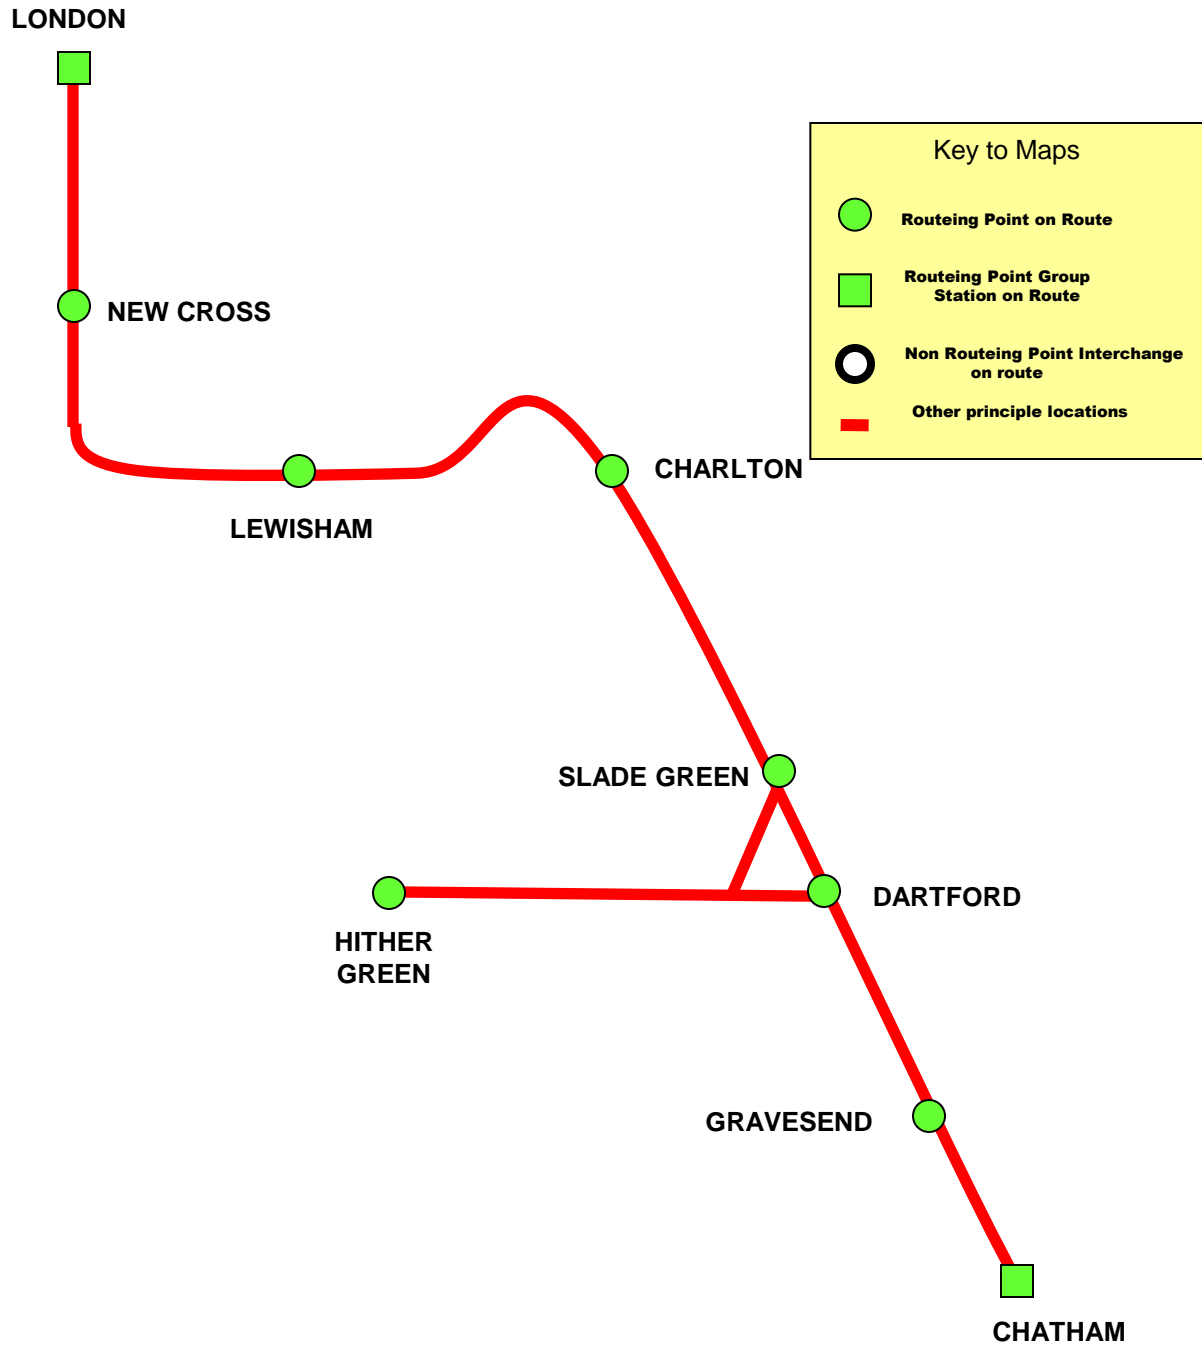 LONDON
Key to Maps
Routeing Point on Route
Routeing Point Group
Station on Route
NEW CROSS
Non Routeing Point Interchange
on route
Other principle locations
CHARLTON
LEWISHAM
SLADE GREEN
DARTFORD
HITHER
GREEN
GRAVESEND
CHATHAM